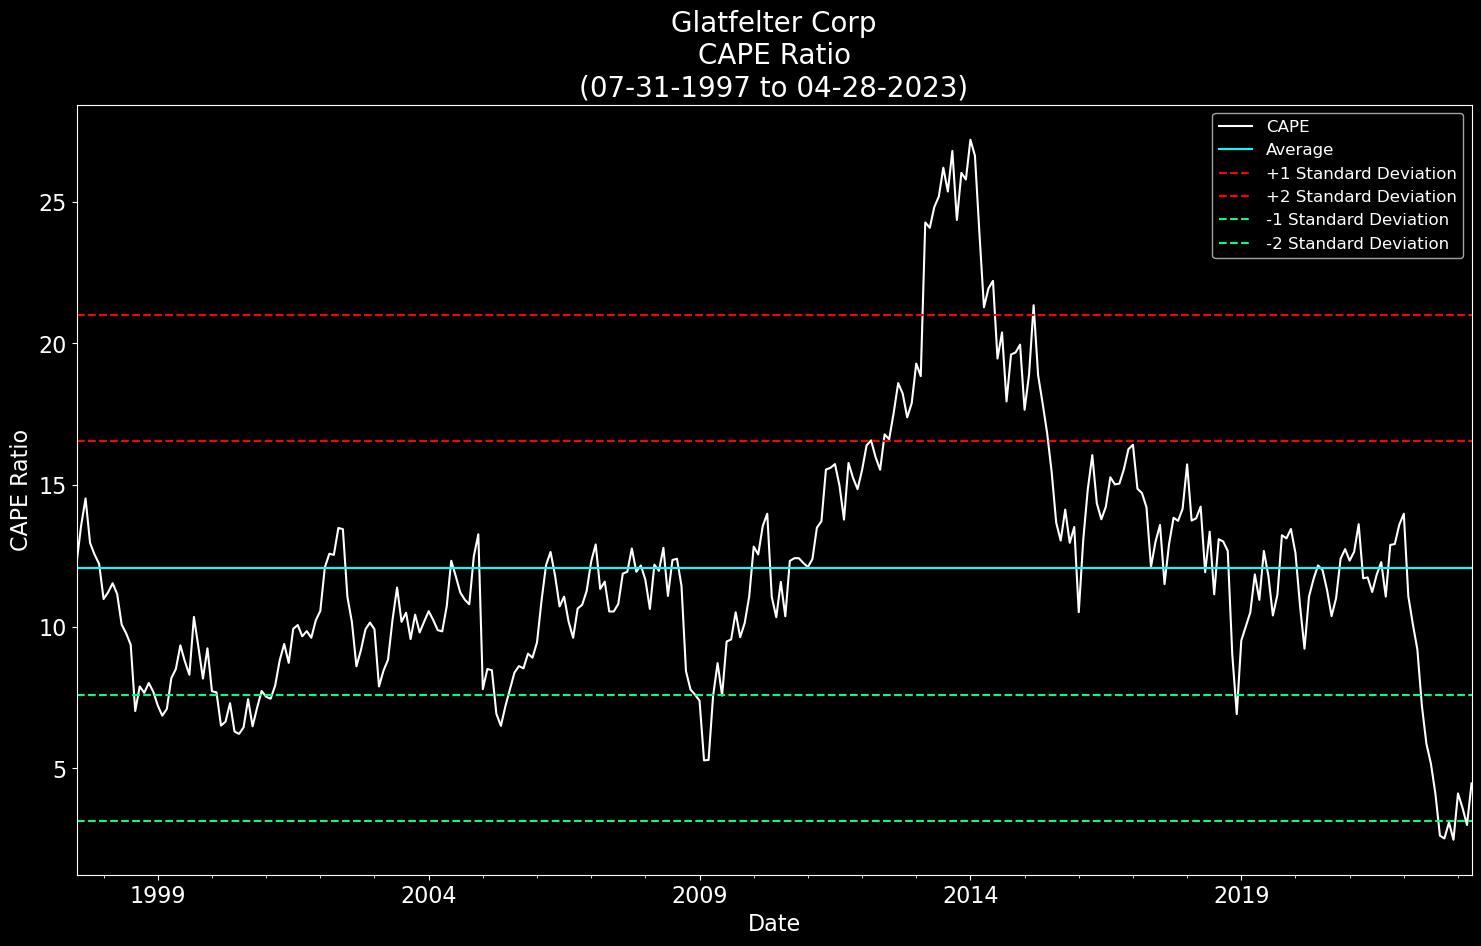 Glatfelter Corp
CAPE Ratio
(07-31-1997 to 04-28-2023)
CAPE
Average
+1 Standard Deviation
+2 Standard Deviation
-1 Standard Deviation
-2 Standard Deviation
25
20
15
10
5
CAPE Ratio
1999
2004
2009
2014
2019
Date